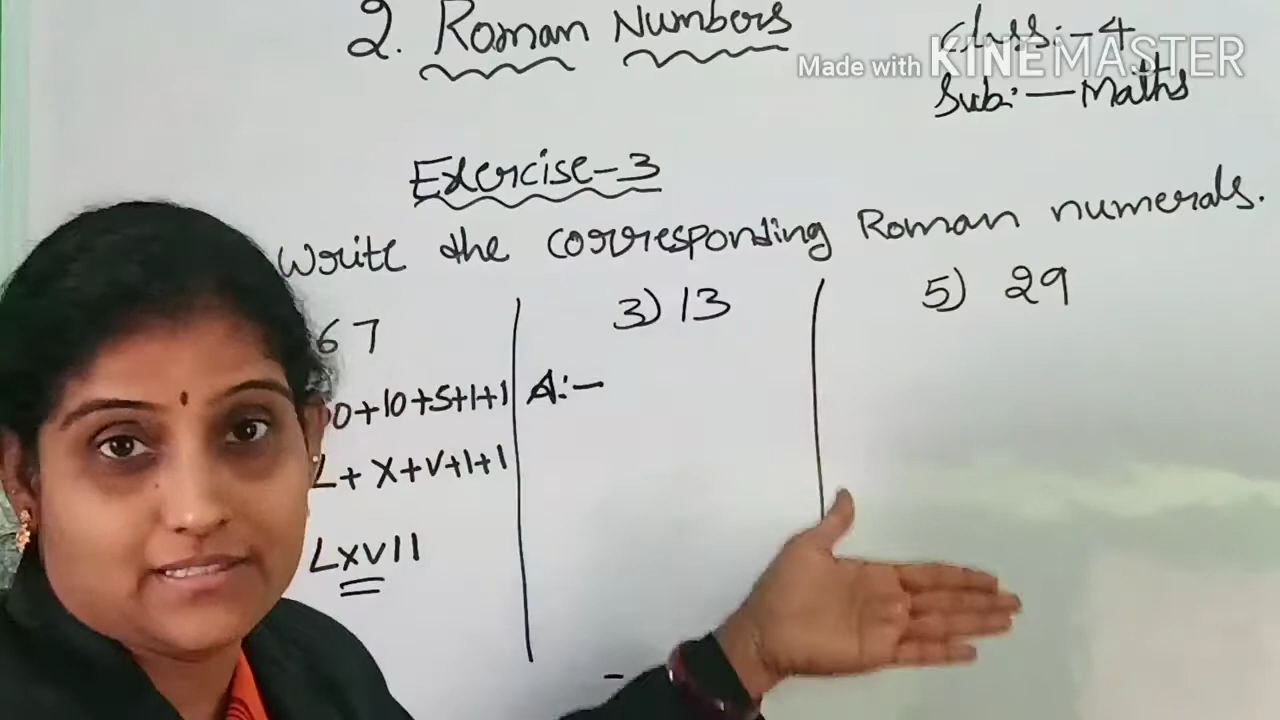 2. Roman Numbers
Class:-4
Made with KINEMASTER
Sub:-Maths
Exercise-3
Write the corresponding Roman numerals.
67
3) 13
5) 29
0+10+5+1+1
A:-
L+X+V+1+1
LXVII